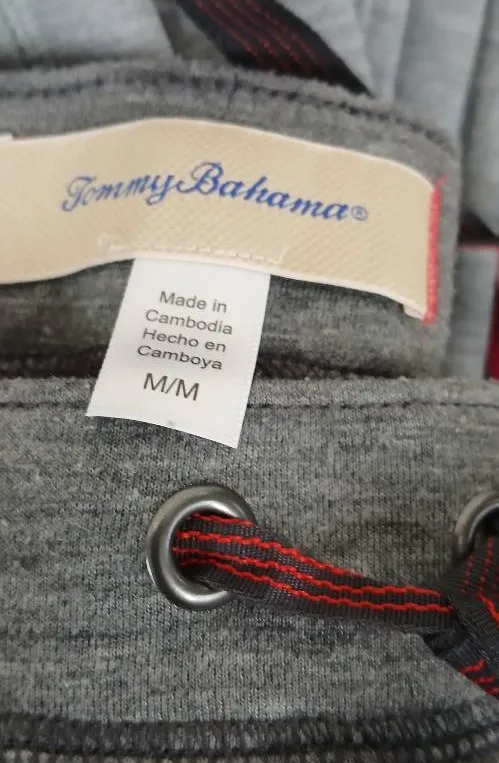 Tommy Bahama®
Made in
Cambodia
Hecho en
Camboya
M/M